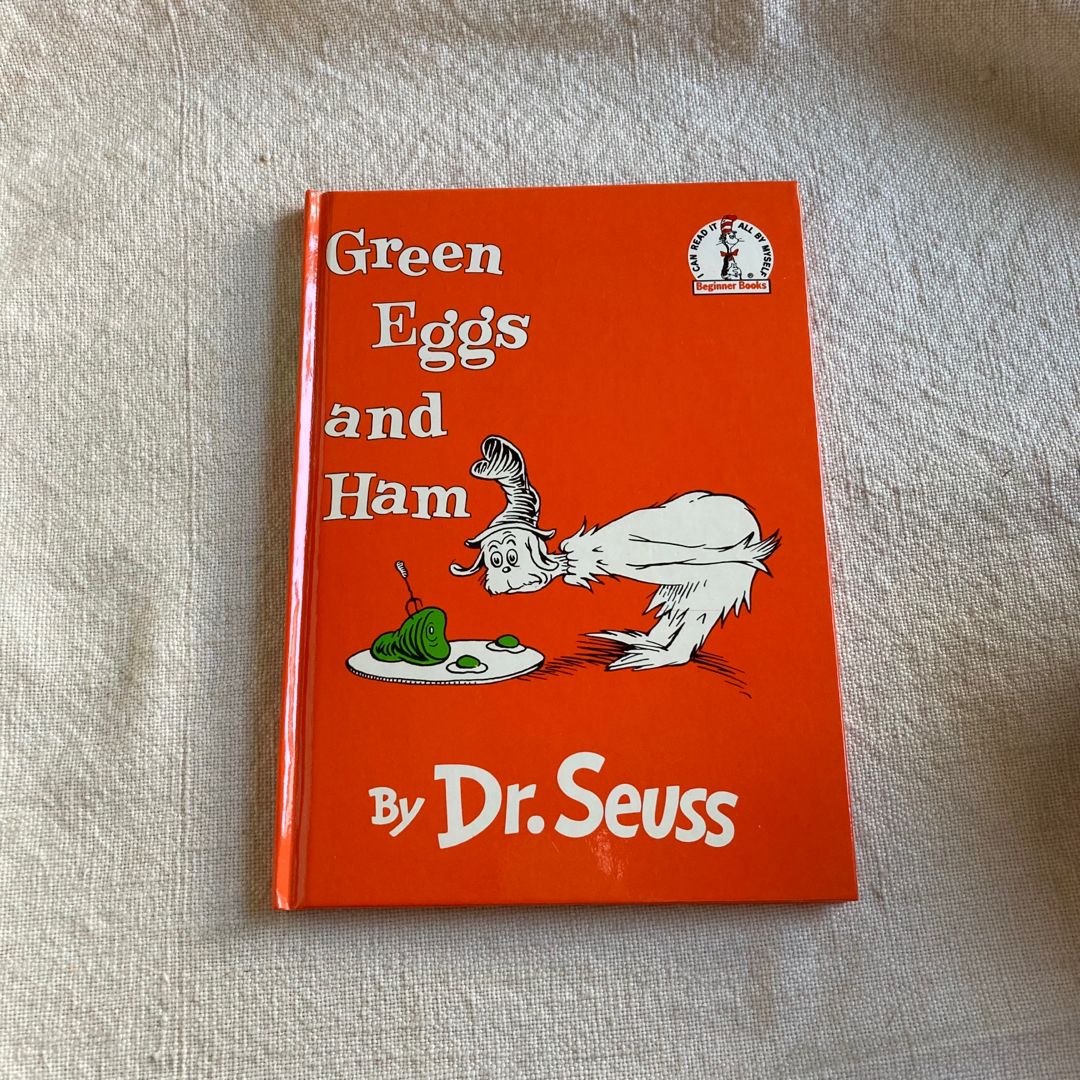 Green
Eggs
and
Ham
I CAN READ IT ALL BY MYSELF
®
Beginner Books
By Dr. Seuss